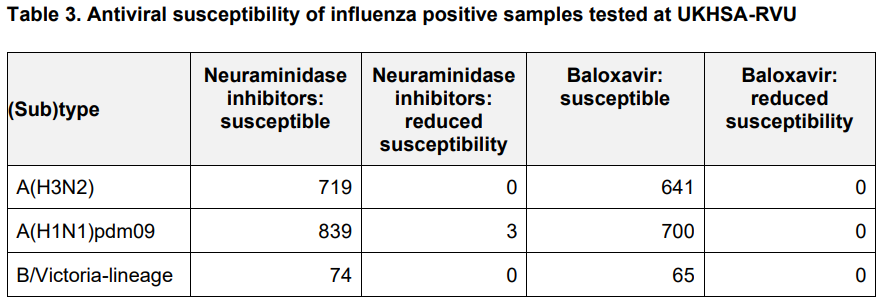 Table 3. Antiviral susceptibility of influenza positive samples tested at UKHSA-RVU
(Sub)type
Neuraminidase
inhibitors:
susceptible
Neuraminidase
inhibitors:
reduced
susceptibility
Baloxavir:
susceptible
Baloxavir:
reduced
susceptibility
A(H3N2) 719 0 641 0
A(H1N1)pdm09 839 3 700 0
B/Victoria-lineage 74 0 65 0